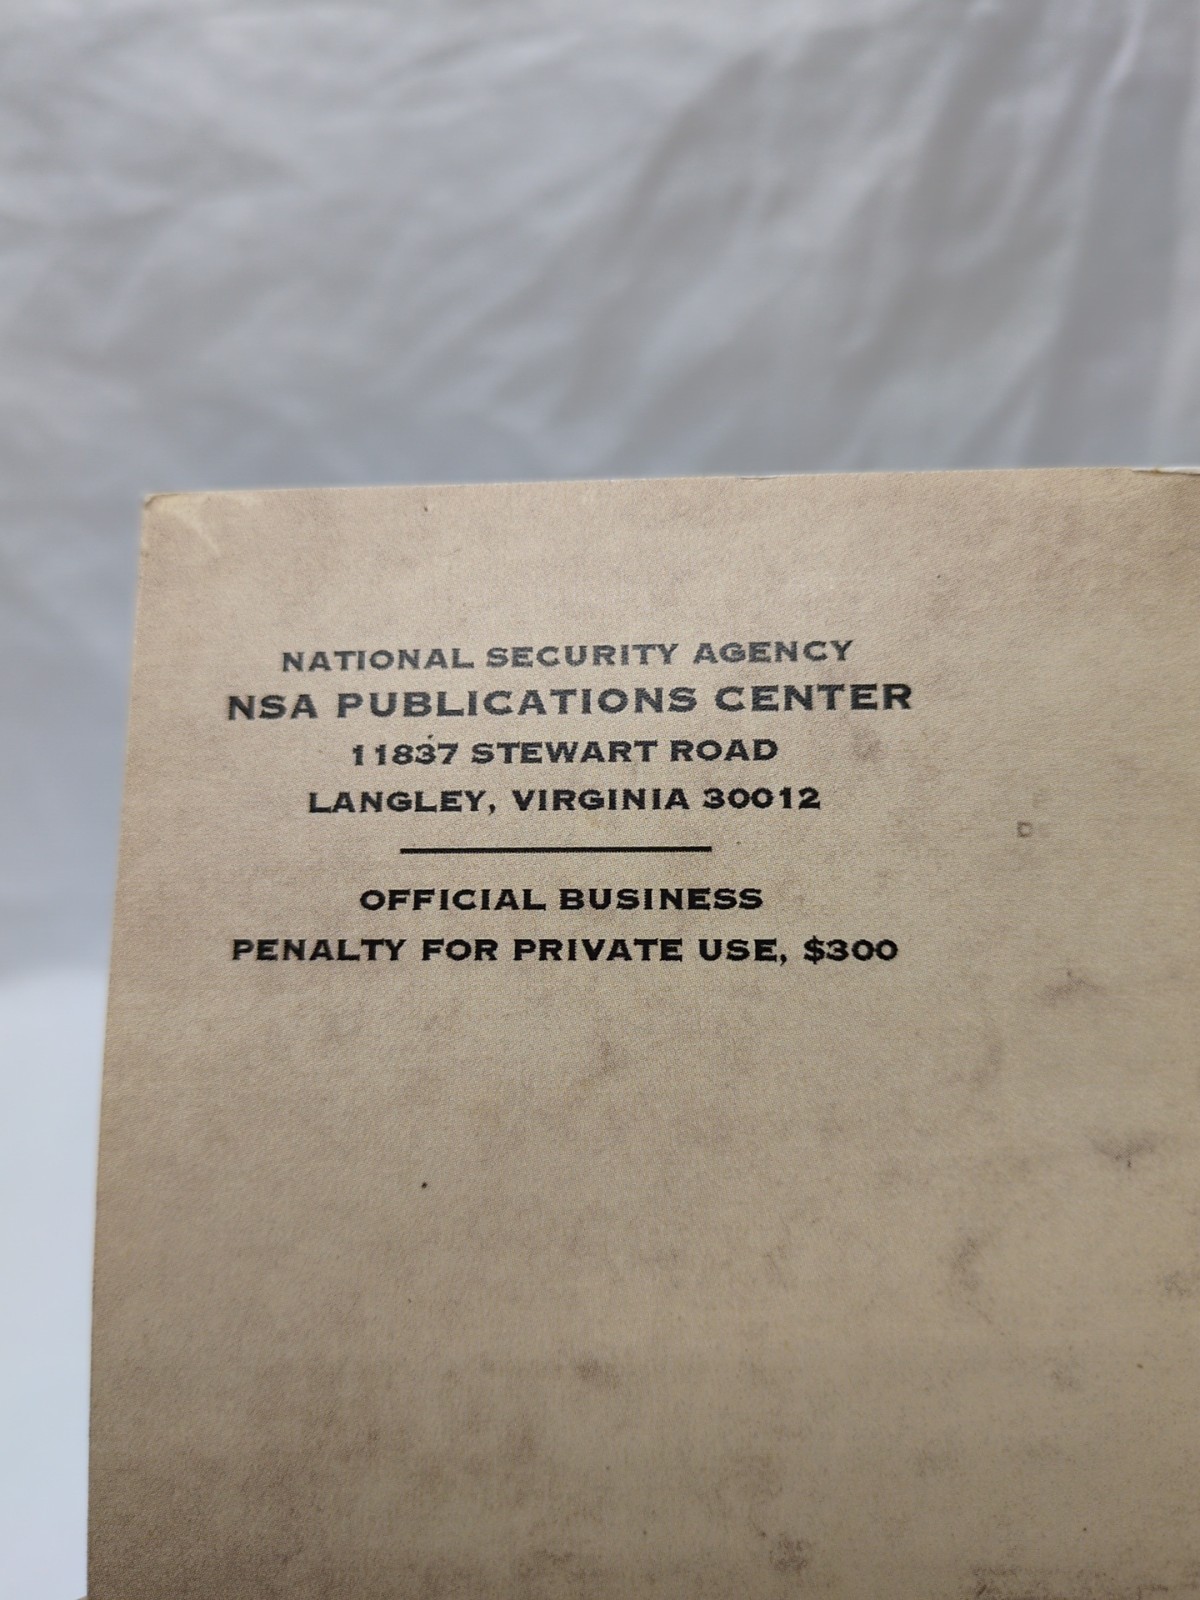 NATIONAL SECURITY AGENCY
NSA PUBLICATIONS CENTER
11837 STEWART ROAD
LANGLEY, VIRGINIA 30012
OFFICIAL BUSINESS
PENALTY FOR PRIVATE USE, $300